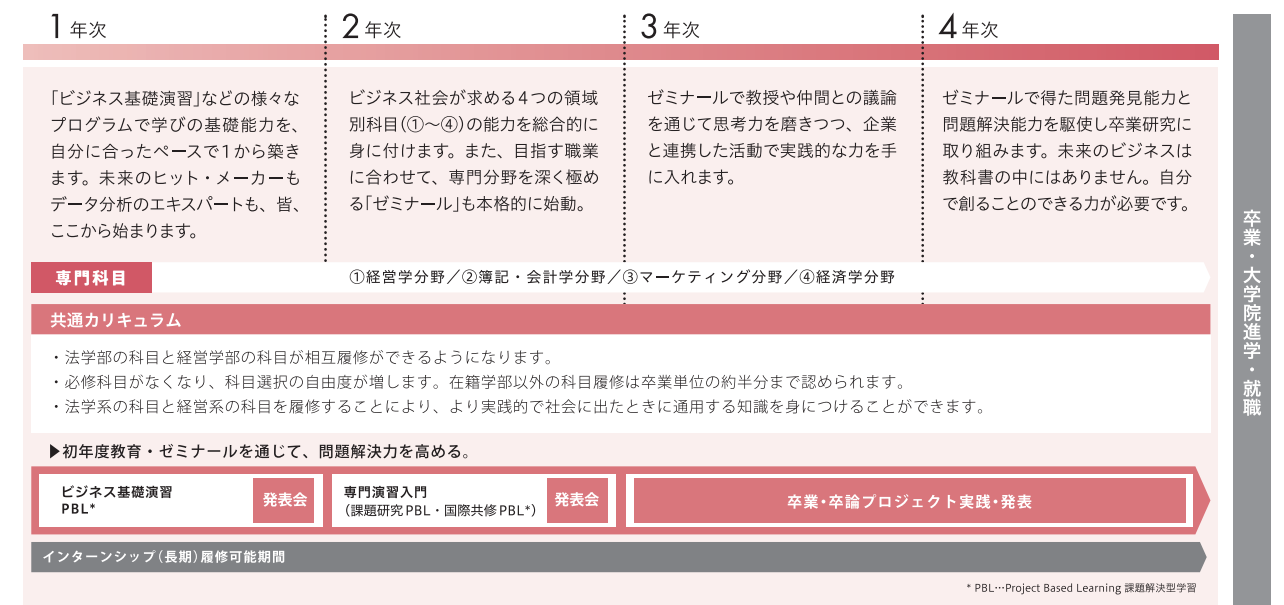 1年次
2年次
3年次
4年次
「ビジネス基礎演習」などの様々な
プログラムで学びの基礎能力を、
自分に合ったペースで1から築き
ます。未来のヒット・メーカーも
データ分析のエキスパートも、皆、
ここから始まります。
ビジネス社会が求める4つの領域
別科目(①〜④)の能力を総合的に
身に付けます。また、目指す職業
に合わせて、専門分野を深く極め
る「ゼミナール」も本格的に始動。
ゼミナールで教授や仲間との議論
を通じて思考力を磨きつつ、企業
と連携した活動で実践的な力を手
に入れます。
ゼミナールで得た問題発見能力と
問題解決能力を駆使し卒業研究に
取り組みます。未来のビジネスは
教科書の中にはありません。自分
で創ることのできる力が必要です。
専門科目
①経営学分野／②簿記・会計学分野／③マーケティング分野／④経済学分野
共通カリキュラム
・法学部の科目と経営学部の科目が相互履修ができるようになります。
・必修科目がなくなり、科目選択の自由度が増します。在籍学部以外の科目履修は卒業単位の約半分まで認められます。
・法学系の科目と経営系の科目を履修することにより、より実践的で社会に出たときに通用する知識を身につけることができます。
▶初年度教育・ゼミナールを通じて、問題解決力を高める。
ビジネス基礎演習
PBL*
発表会
専門演習入門
（課題研究PBL・国際共修PBL*）
発表会
卒業・卒論プロジェクト実践・発表
インターンシップ（長期）履修可能期間
* PBL…Project Based Learning 課題解決型学習
卒業・大学院進学・就職